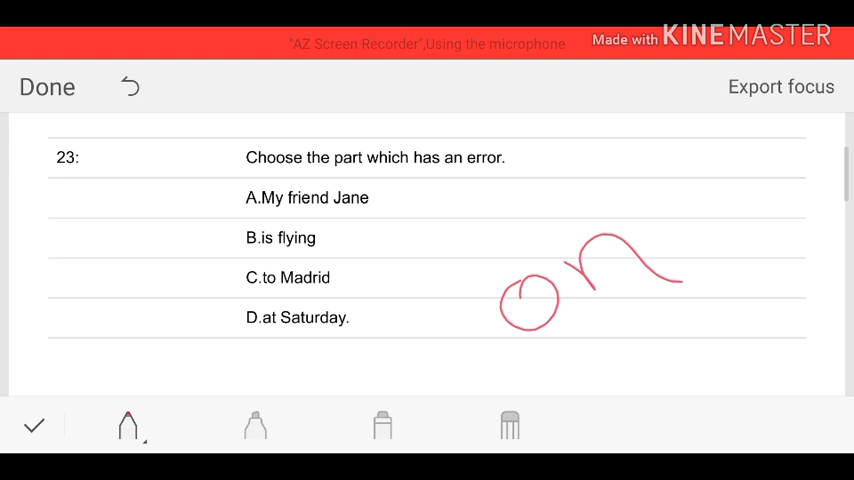 "AZ Screen Recorder",Using the microphone
Made with KINEMASTER
Done
Export focus
23: Choose the part which has an error.
A.My friend Jane
B.is flying
C.to Madrid
D.at Saturday.
on